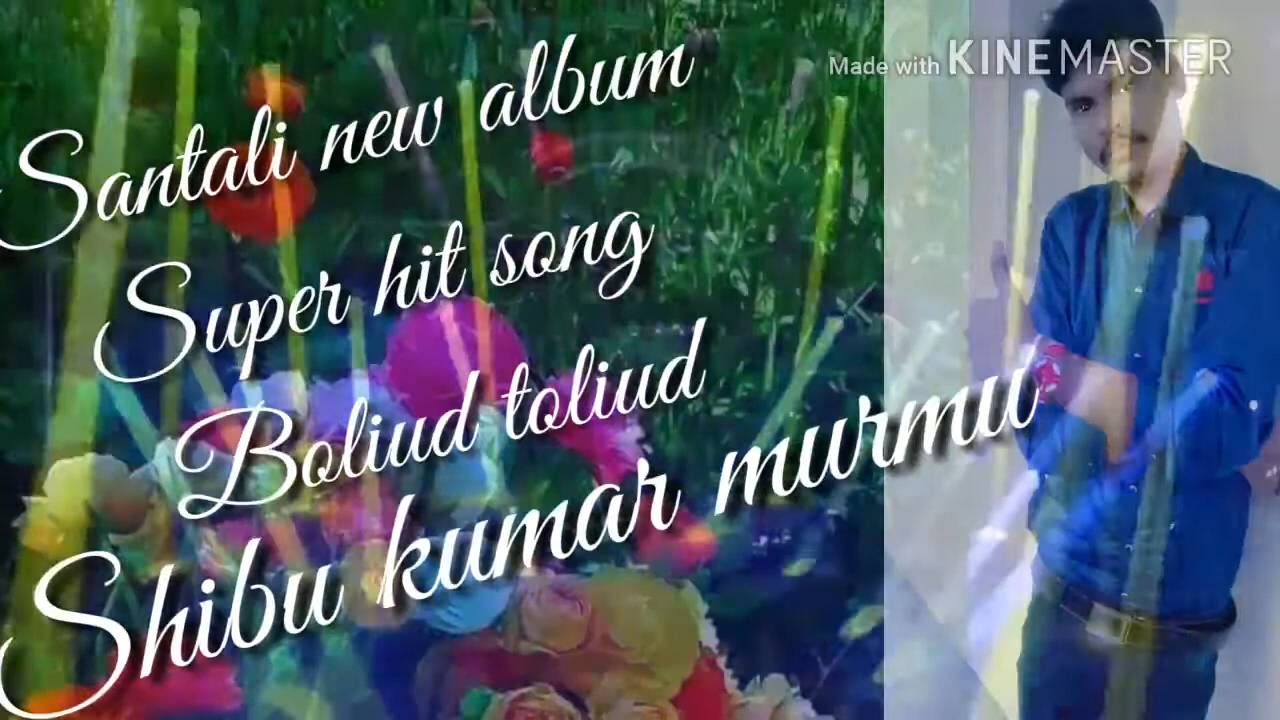 Made with KINEMASTER
Santali new album
Super hit song
Boliud toliud
Shibu kumar murmu